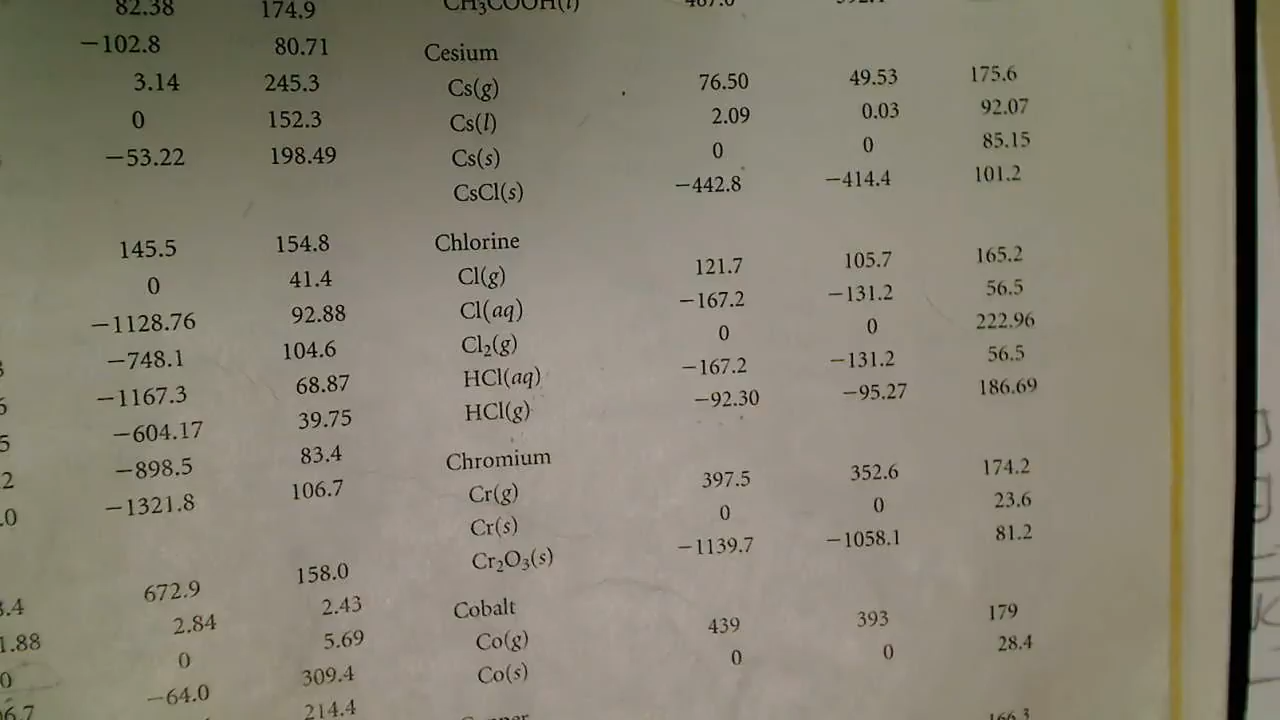 82.38 174.9 CH₃COOH(l)
−102.8 80.71
3.14 245.3
0 152.3
−53.22 198.49
145.5 154.8
0 41.4
−1128.76 92.88
−748.1 104.6
−1167.3 68.87
−604.17 39.75
−898.5 83.4
−1321.8 106.7
672.9 158.0
2.84 2.43
0 5.69
−64.0 309.4
214.4
Cesium
Cs(g) 76.50 49.53 175.6
Cs(l) 2.09 0.03 92.07
Cs(s) 0 0 85.15
CsCl(s) −442.8 −414.4 101.2
Chlorine
Cl(g) 121.7 105.7 165.2
Cl(aq) −167.2 −131.2 56.5
Cl₂(g) 0 0 222.96
HCl(aq) −167.2 −131.2 56.5
HCl(g) −92.30 −95.27 186.69
Chromium
Cr(g) 397.5 352.6 174.2
Cr(s) 0 0 23.6
Cr₂O₃(s) −1139.7 −1058.1 81.2
Cobalt
Co(g) 439 393 179
Co(s) 0 0 28.4
166.3